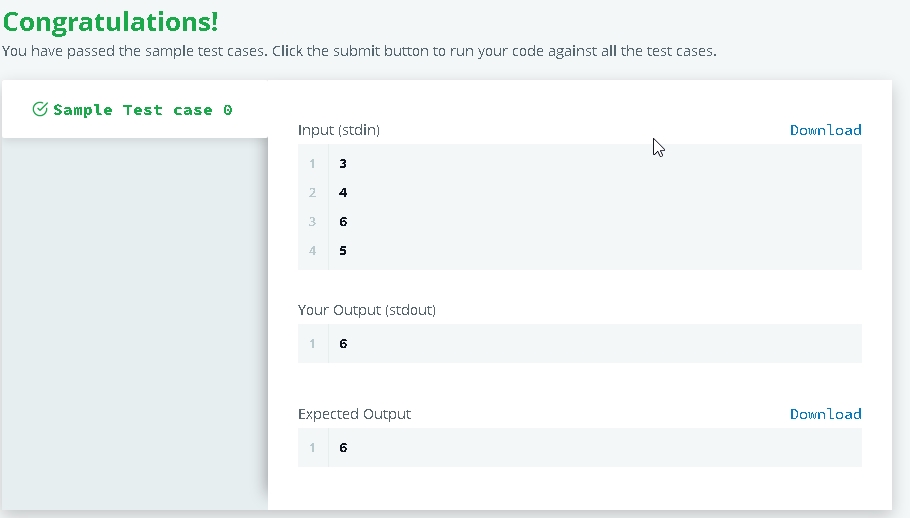 Congratulations!
You have passed the sample test cases. Click the submit button to run your code against all the test cases.
Sample Test case 0
Input (stdin)
Download
1 3
2 4
3 6
4 5
Your Output (stdout)
1 6
Expected Output
Download
1 6